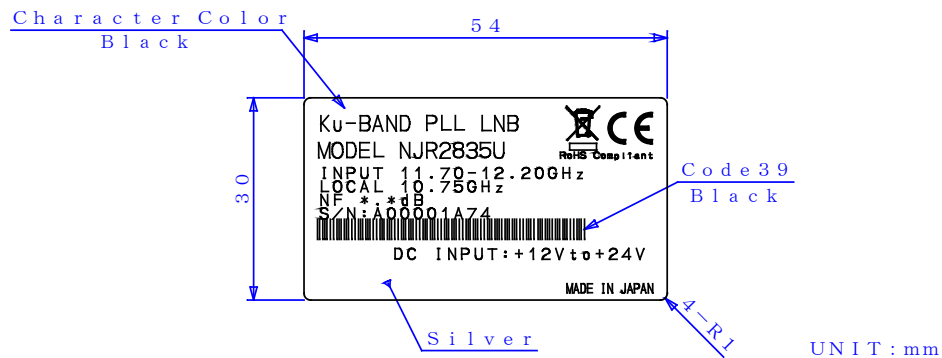 Character Color
Black
54
30
Ku-BAND PLL LNB
MODEL NJR2835U
CE
RoHS Compliant
INPUT 11.70-12.20GHz
LOCAL 10.75GHz
NF *.*dB
S/N:A00001A74
Code39
Black
DC INPUT:+12Vto+24V
MADE IN JAPAN
4-R1
Silver
UNIT:mm